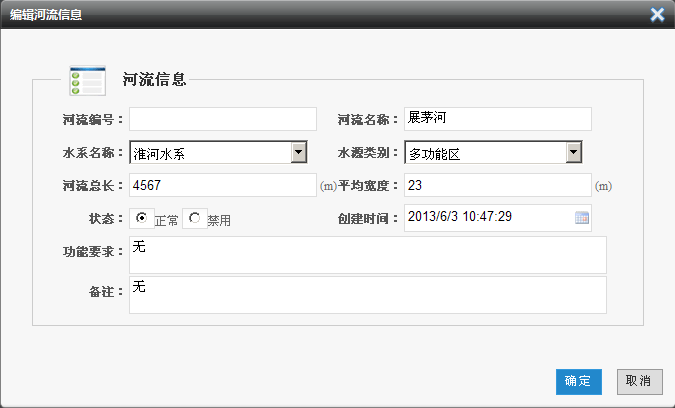 编辑河流信息
河流信息
河流编号： 河流名称： 展茅河
水系名称： 淮河水系 水源类别： 多功能区
河流总长： 4567 (m) 平均宽度： 23 (m)
状态： 正常 禁用 创建时间： 2013/6/3 10:47:29
功能要求： 无
备注： 无
确定 取消